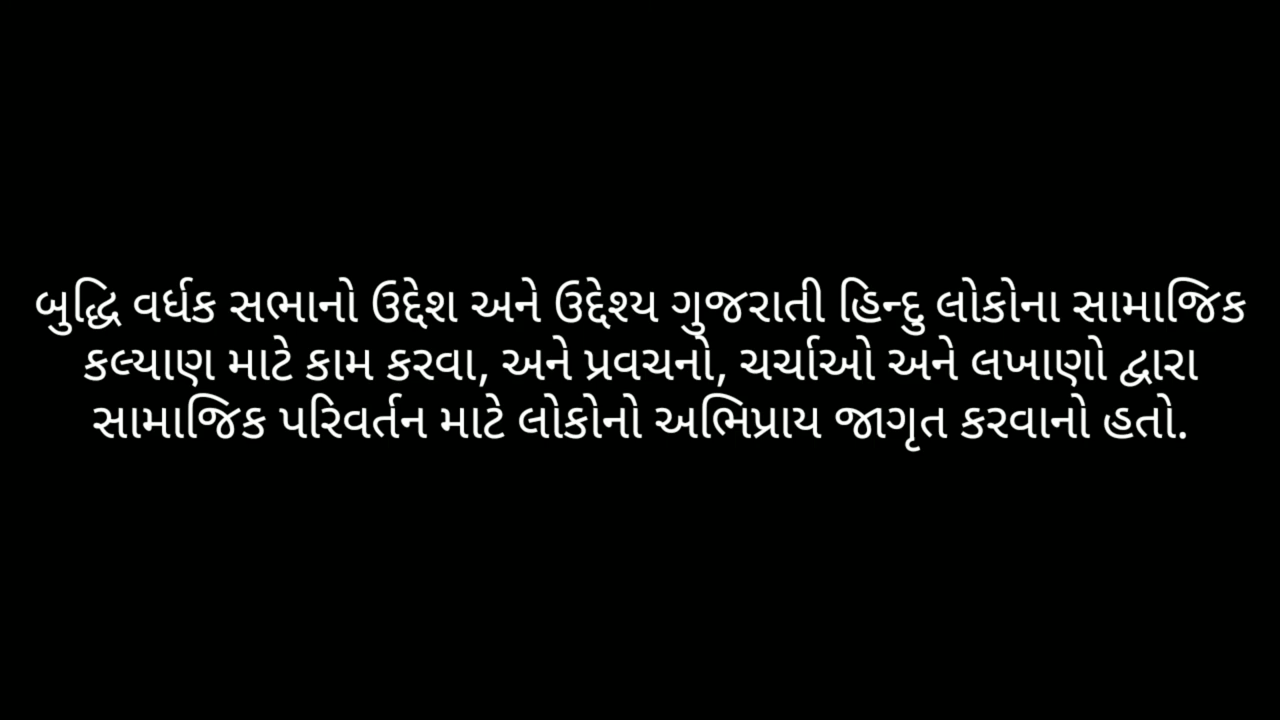 બુદ્ધિ વર્ધક સભાનો ઉદ્દેશ અને ઉદ્દેશ્ય ગુજરાતી હિન્દુ લોકોના સામાજિક
કલ્યાણ માટે કામ કરવા, અને પ્રવચનો, ચર્ચાઓ અને લખાણો દ્વારા
સામાજિક પરિવર્તન માટે લોકોનો અભિપ્રાય જાગૃત કરવાનો હતો.